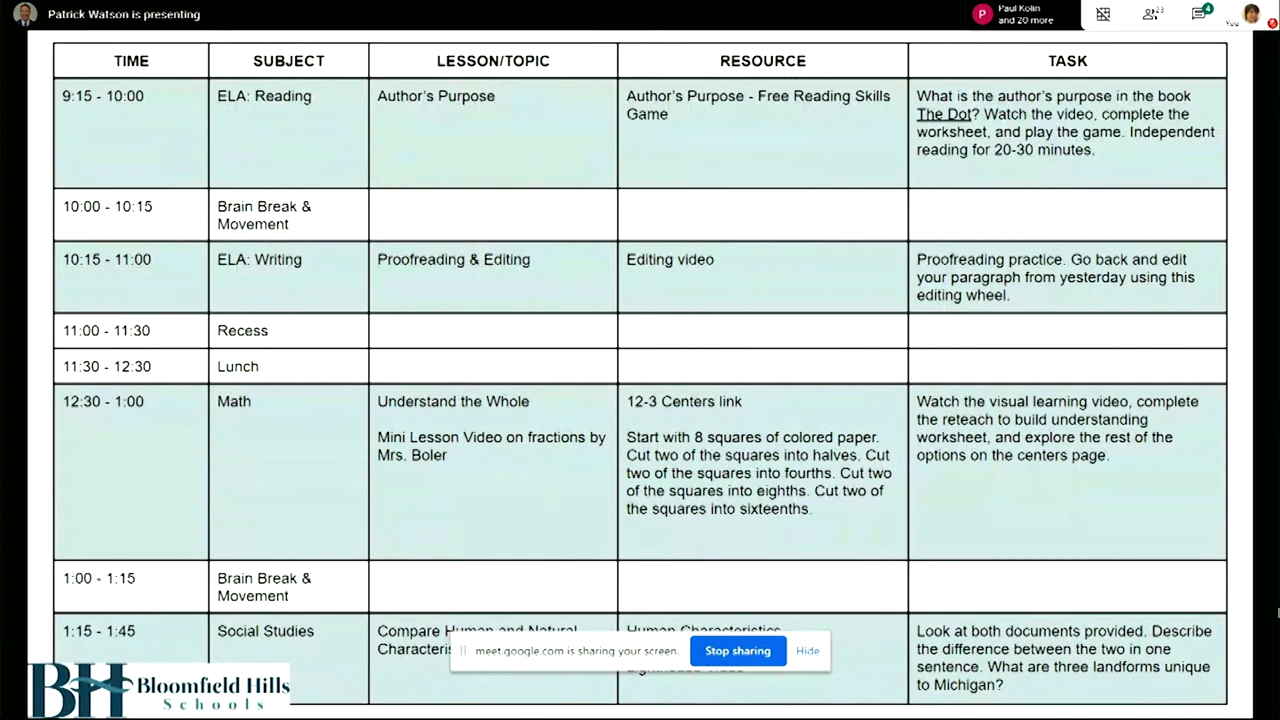 Patrick Watson is presenting
Paul Kolin
and 20 more
23
4
You
TIME SUBJECT LESSON/TOPIC RESOURCE TASK
9:15 - 10:00
ELA: Reading
Author's Purpose
Author's Purpose - Free Reading Skills
Game
What is the author's purpose in the book
The Dot? Watch the video, complete the
worksheet, and play the game. Independent
reading for 20-30 minutes.
10:00 - 10:15
Brain Break &
Movement
10:15 - 11:00
ELA: Writing
Proofreading & Editing
Editing video
Proofreading practice. Go back and edit
your paragraph from yesterday using this
editing wheel.
11:00 - 11:30
Recess
11:30 - 12:30
Lunch
12:30 - 1:00
Math
Understand the Whole
Mini Lesson Video on fractions by
Mrs. Boler
12-3 Centers link
Start with 8 squares of colored paper.
Cut two of the squares into halves. Cut
two of the squares into fourths. Cut two
of the squares into eighths. Cut two of
the squares into sixteenths.
Watch the visual learning video, complete
the reteach to build understanding
worksheet, and explore the rest of the
options on the centers page.
1:00 - 1:15
Brain Break &
Movement
1:15 - 1:45
Social Studies
Compare Human and Natural
Human Characteristics
Look at both documents provided. Describe
the difference between the two in one
sentence. What are three landforms unique
to Michigan?
meet.google.com is sharing your screen.
Stop sharing
Hide
BH
Bloomfield Hills
Schools